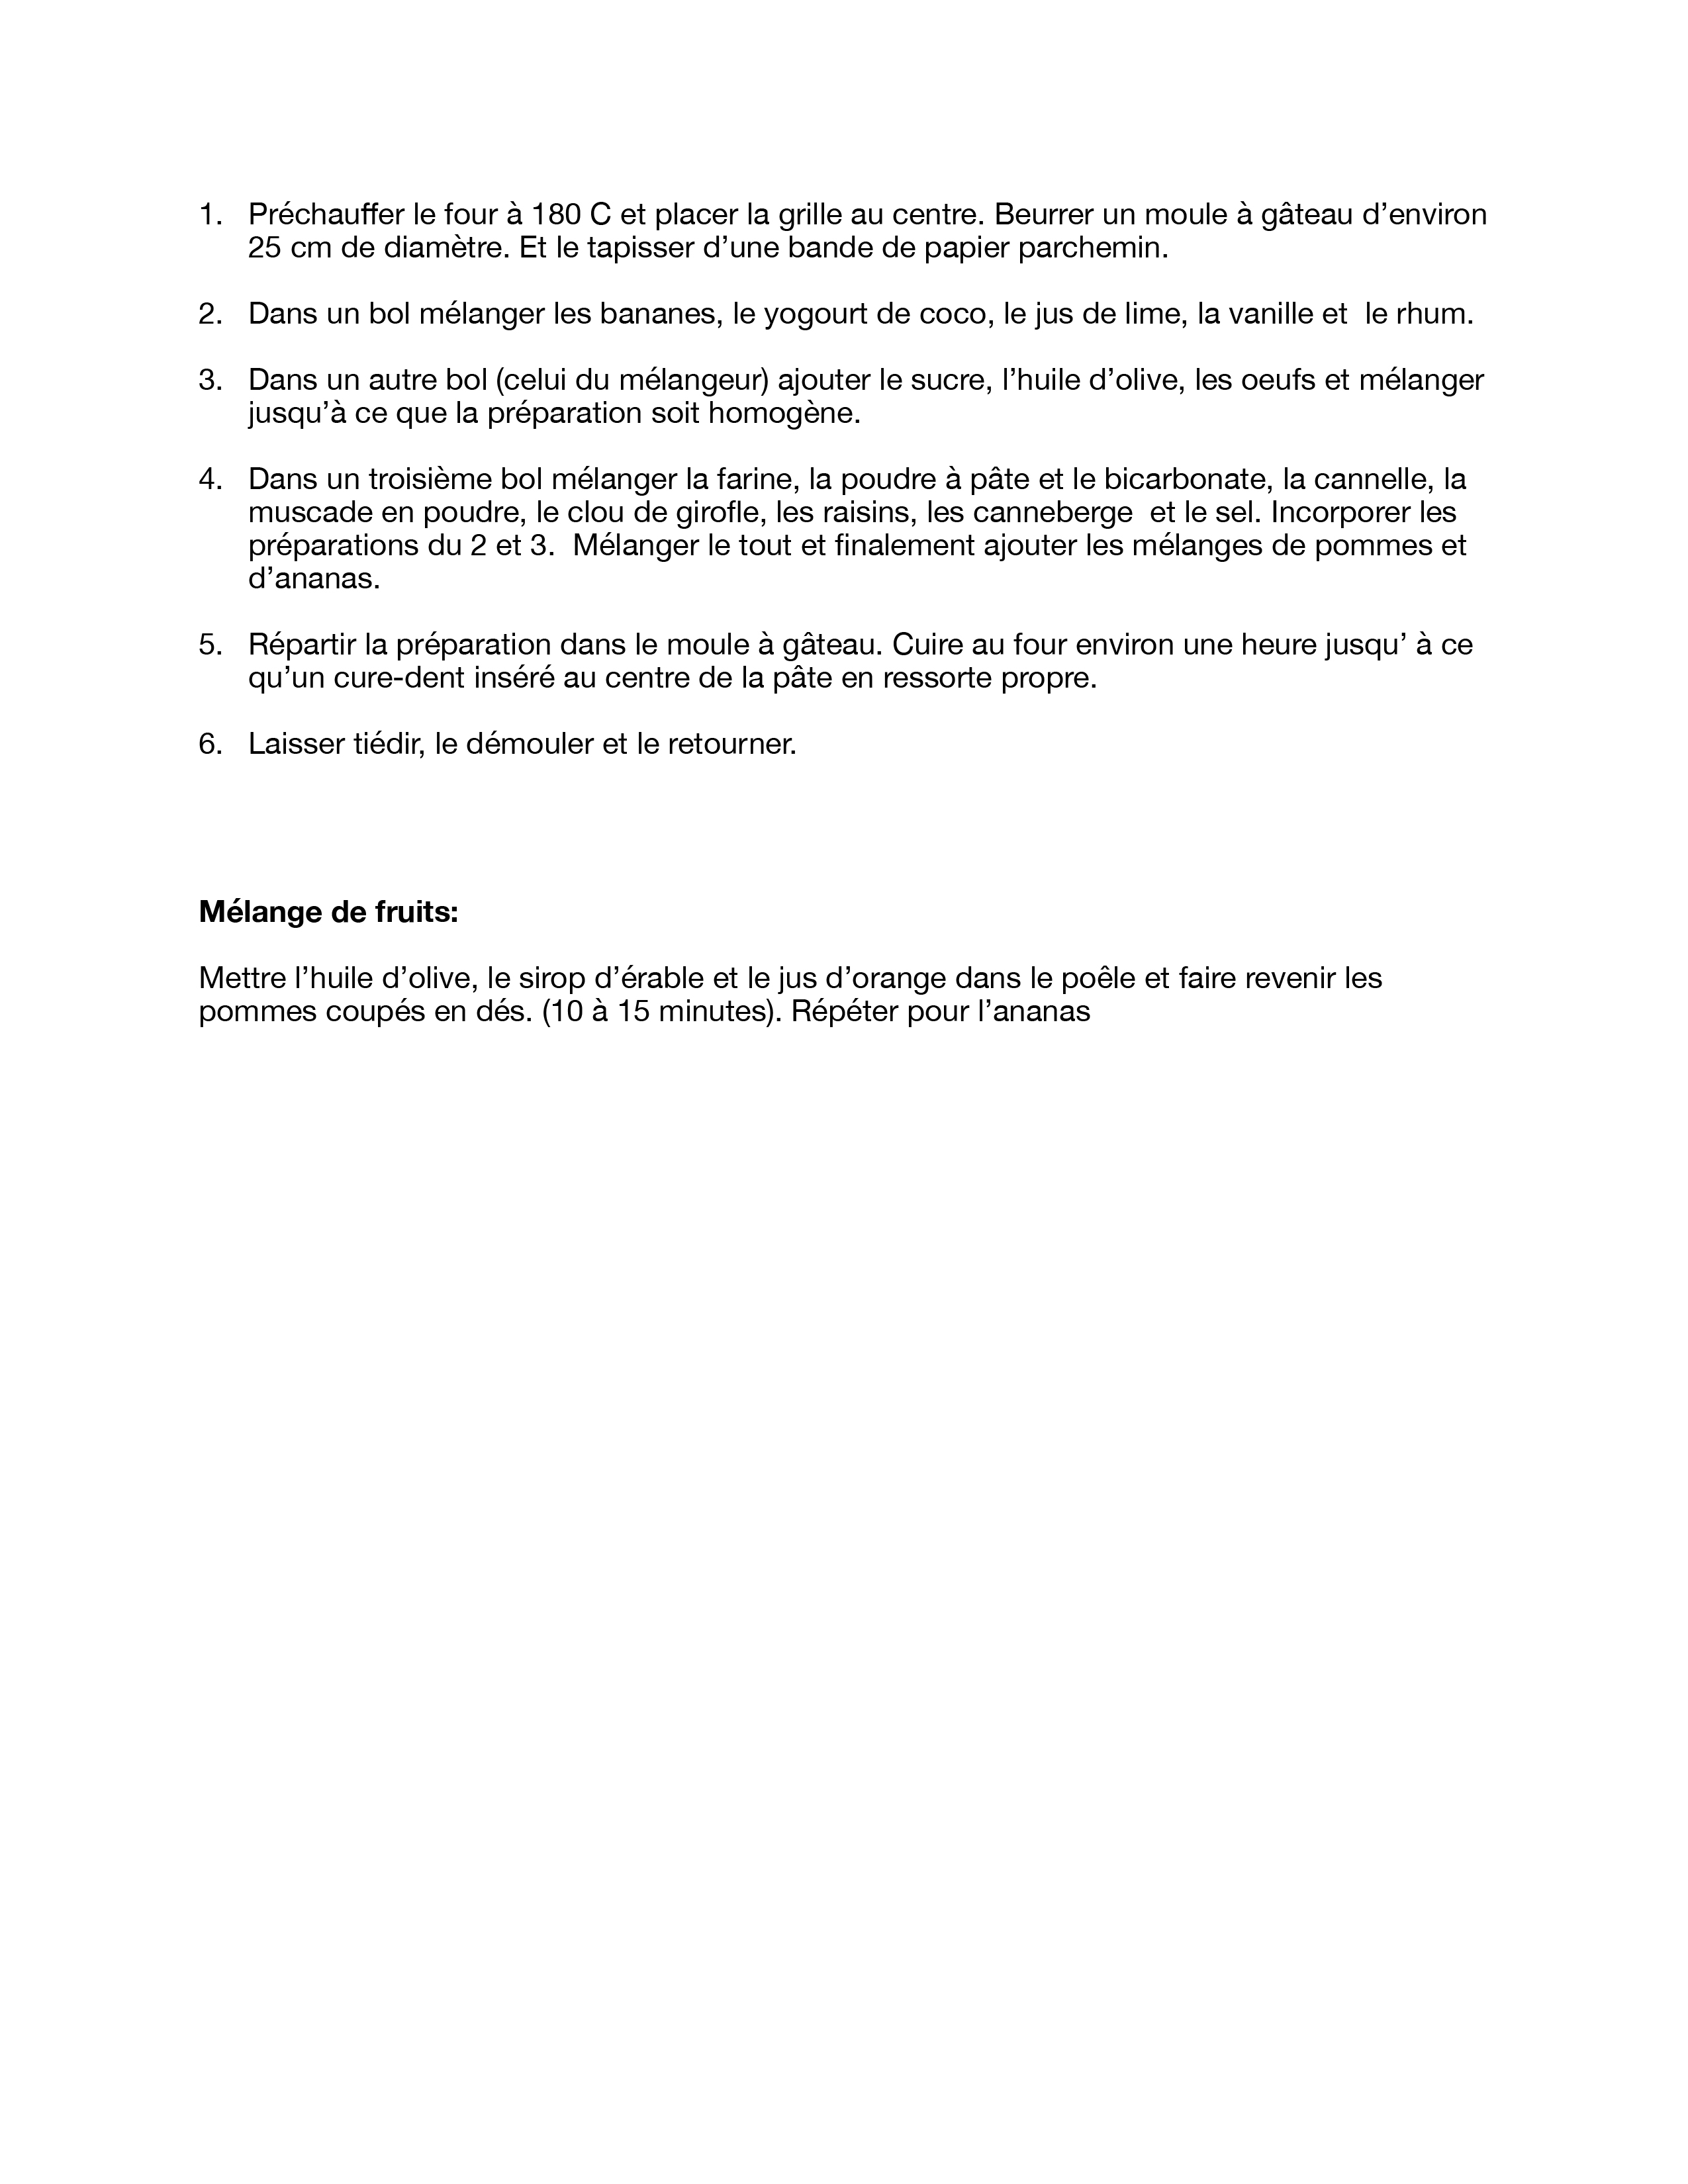 1. Préchauffer le four à 180 C et placer la grille au centre. Beurrer un moule à gâteau d’environ
25 cm de diamètre. Et le tapisser d’une bande de papier parchemin.
2. Dans un bol mélanger les bananes, le yogourt de coco, le jus de lime, la vanille et  le rhum.
3. Dans un autre bol (celui du mélangeur) ajouter le sucre, l’huile d’olive, les oeufs et mélanger
jusqu’à ce que la préparation soit homogène.
4. Dans un troisième bol mélanger la farine, la poudre à pâte et le bicarbonate, la cannelle, la
muscade en poudre, le clou de girofle, les raisins, les canneberge  et le sel. Incorporer les
préparations du 2 et 3.  Mélanger le tout et finalement ajouter les mélanges de pommes et
d’ananas.
5. Répartir la préparation dans le moule à gâteau. Cuire au four environ une heure jusqu’ à ce
qu’un cure-dent inséré au centre de la pâte en ressorte propre.
6. Laisser tiédir, le démouler et le retourner.
Mélange de fruits:
Mettre l’huile d’olive, le sirop d’érable et le jus d’orange dans le poêle et faire revenir les
pommes coupés en dés. (10 à 15 minutes). Répéter pour l’ananas